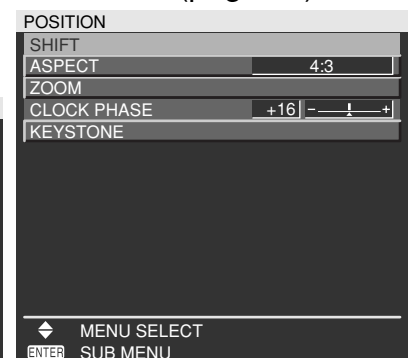 POSITION
SHIFT
ASPECT 4:3
ZOOM
CLOCK PHASE +16 - +
KEYSTONE
MENU SELECT
ENTER SUB MENU